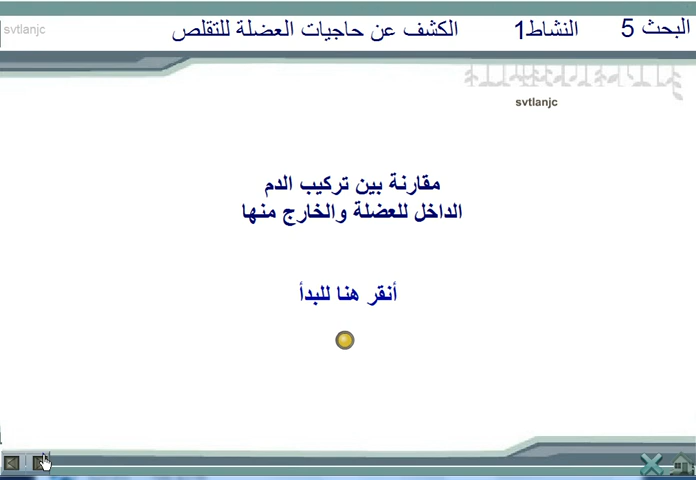 البحث 5 النشاط1 الكشف عن حاجيات العضلة للتقلص
svtlanjc
svtlanjc
مقارنة بين تركيب الدم
الداخل للعضلة والخارج منها
أنقر هنا للبدأ